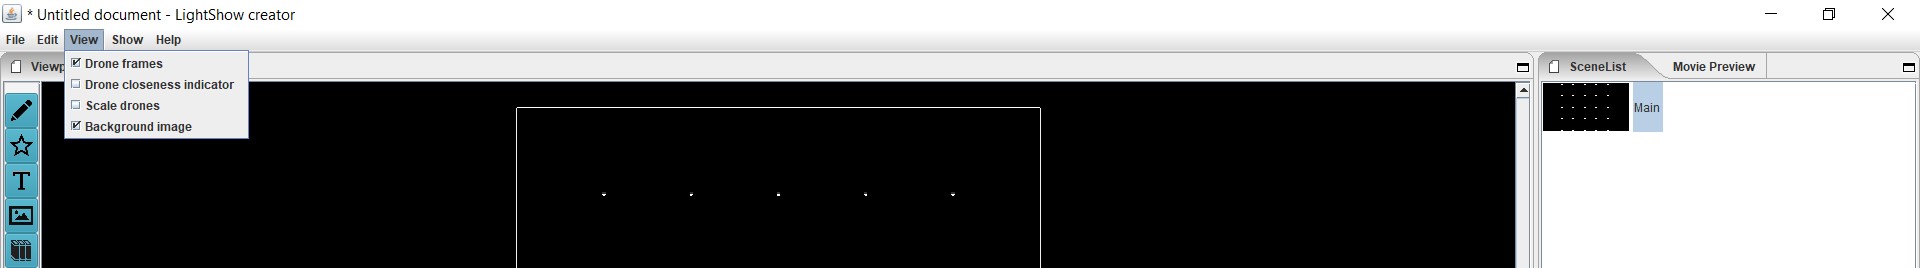 * Untitled document - LightShow creator
File Edit View Show Help
Drone frames
Drone closeness indicator
Scale drones
Background image
SceneList
Movie Preview
Main
T